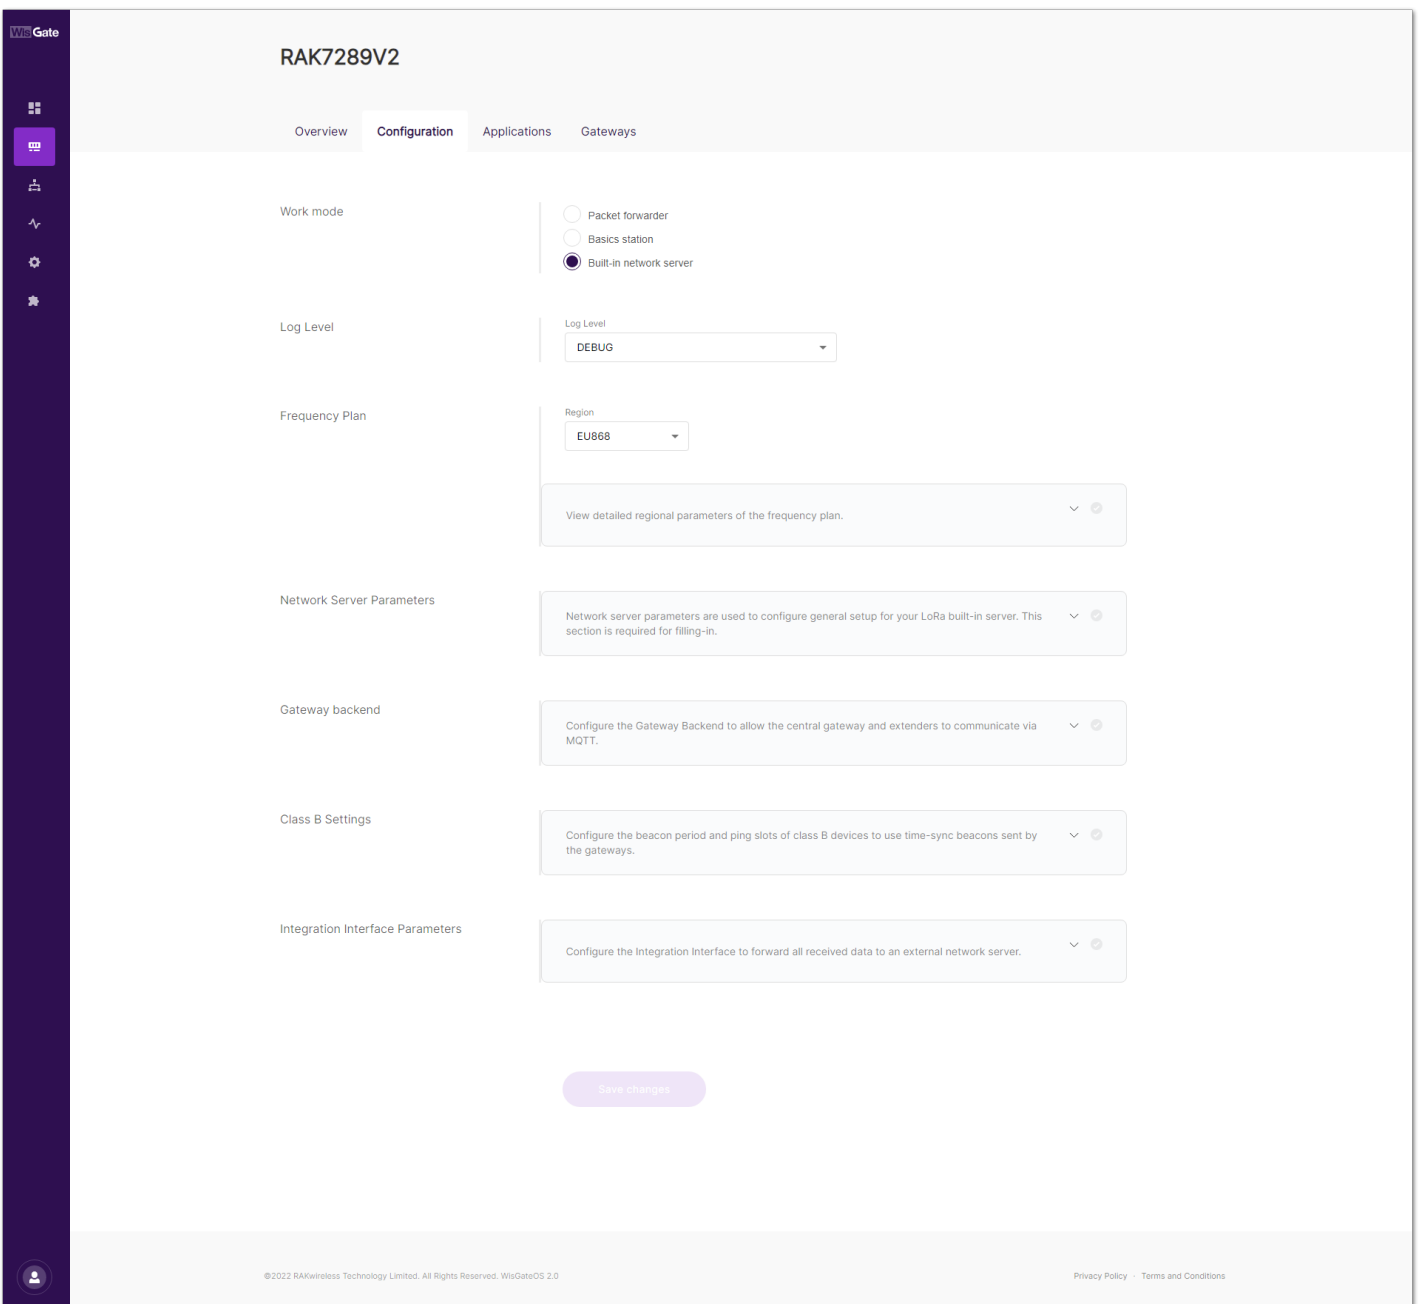 WisGate
RAK7289V2
Overview Configuration Applications Gateways
Work mode
Packet forwarder
Basics station
Built-in network server
Log Level
Log Level
DEBUG
Frequency Plan
Region
EU868
View detailed regional parameters of the frequency plan.
Network Server Parameters
Network server parameters are used to configure general setup for your LoRa built-in server. This
section is required for filling-in.
Gateway backend
Configure the Gateway Backend to allow the central gateway and extenders to communicate via
MQTT.
Class B Settings
Configure the beacon period and ping slots of class B devices to use time-sync beacons sent by
the gateways.
Integration Interface Parameters
Configure the Integration Interface to forward all received data to an external network server.
Save changes
©2022 RAKwireless Technology Limited. All Rights Reserved. WisGateOS 2.0
Privacy Policy · Terms and Conditions